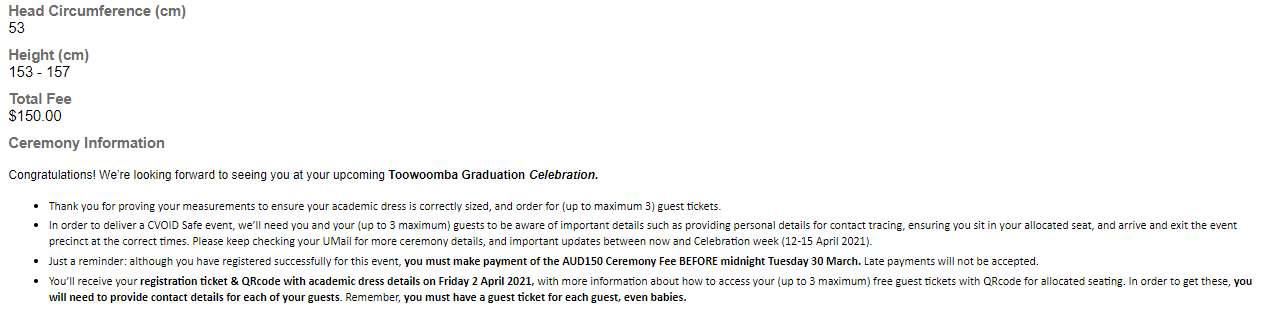 Head Circumference (cm)
53
Height (cm)
153 - 157
Total Fee
$150.00
Ceremony Information
Congratulations! We're looking forward to seeing you at your upcoming Toowoomba Graduation Celebration.
• Thank you for proving your measurements to ensure your academic dress is correctly sized, and order for (up to maximum 3) guest tickets.
• In order to deliver a CVOID Safe event, we'll need you and your (up to 3 maximum) guests to be aware of important details such as providing personal details for contact tracing, ensuring you sit in your allocated seat, and arrive and exit the event
precinct at the correct times. Please keep checking your UMail for more ceremony details, and important updates between now and Celebration week (12-15 April 2021).
• Just a reminder: although you have registered successfully for this event, you must make payment of the AUD150 Ceremony Fee BEFORE midnight Tuesday 30 March. Late payments will not be accepted.
• You'll receive your registration ticket & QRcode with academic dress details on Friday 2 April 2021, with more information about how to access your (up to 3 maximum) free guest tickets with QRcode for allocated seating. In order to get these, you
will need to provide contact details for each of your guests. Remember, you must have a guest ticket for each guest, even babies.